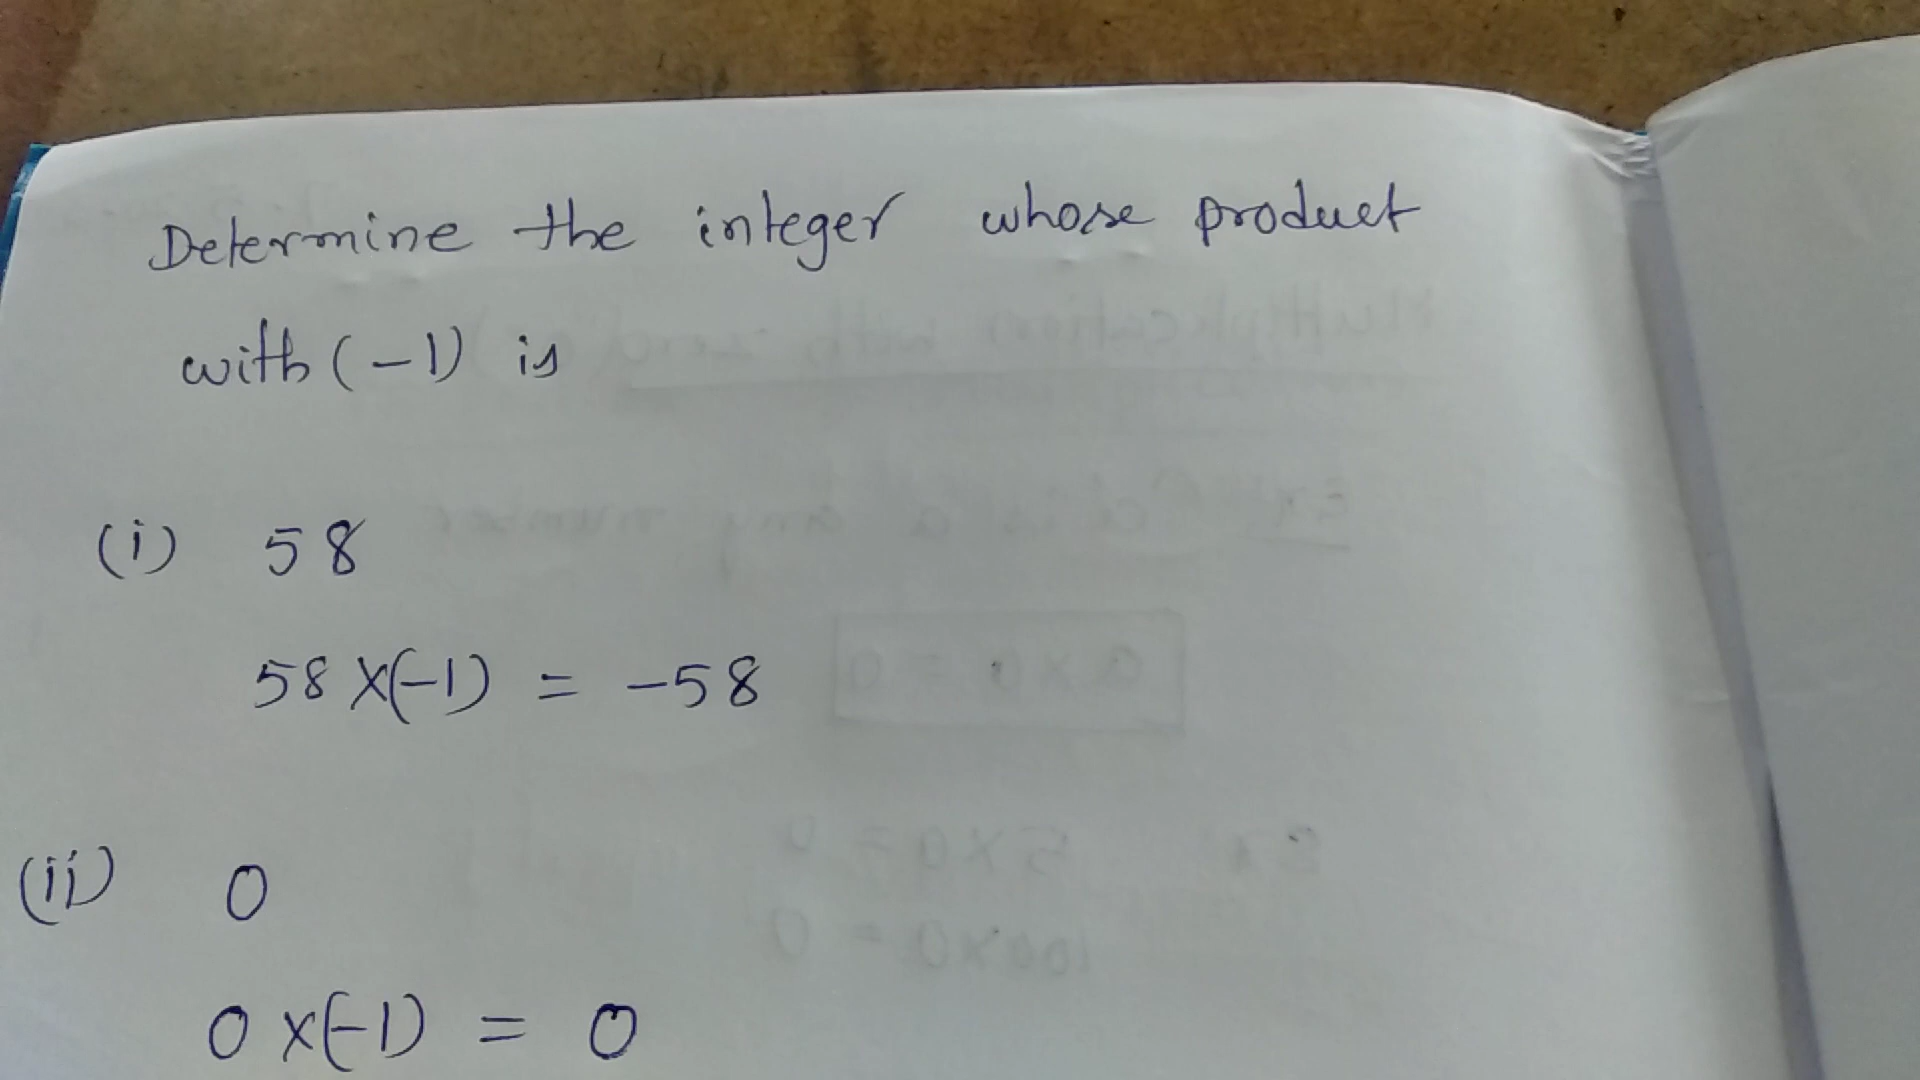 Determine the integer whose product
with (-1) is
(i) 58
58 x(-1) = -58
(ii) 0
0 x(-1) = 0